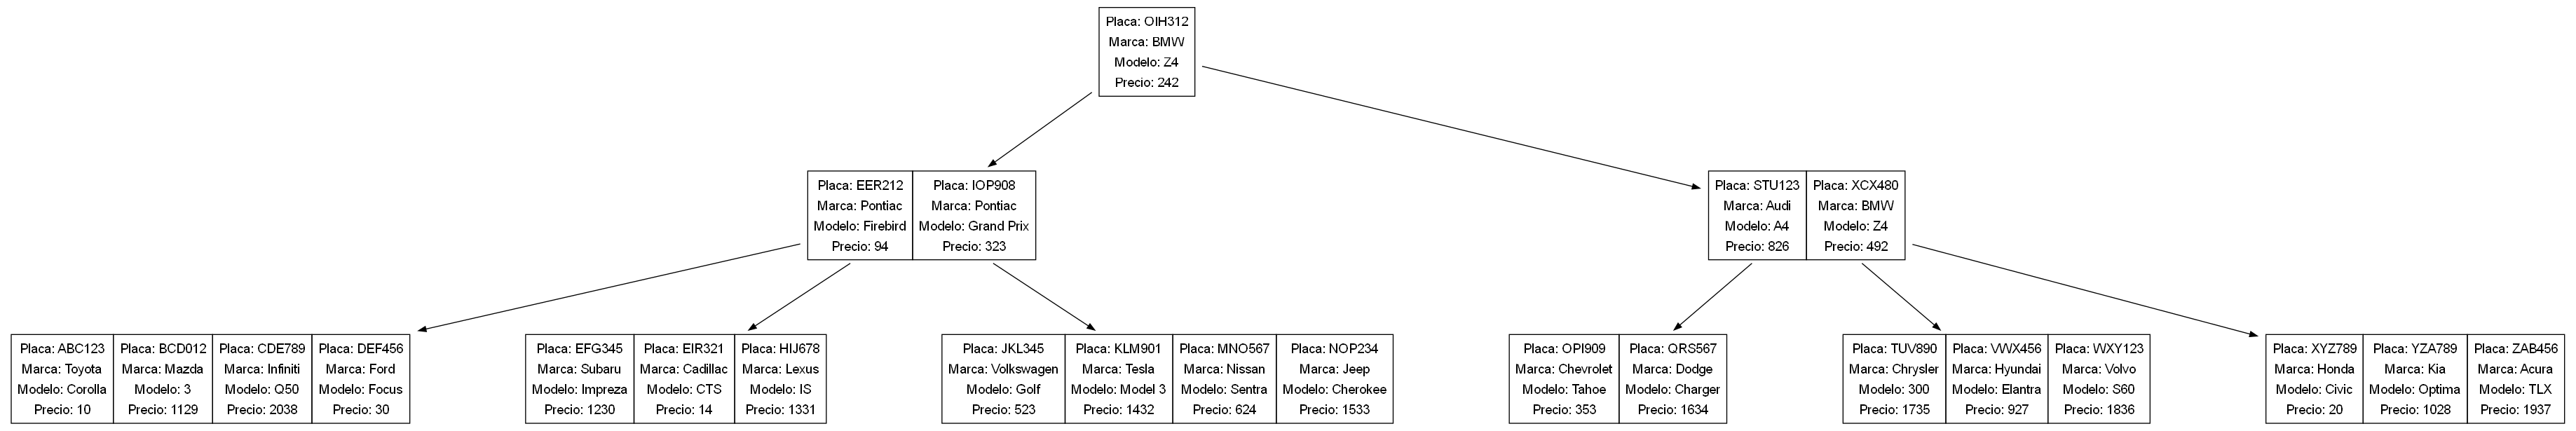 Placa: OIH312
Marca: BMW
Modelo: Z4
Precio: 242
Placa: EER212
Marca: Pontiac
Modelo: Firebird
Precio: 94
Placa: IOP908
Marca: Pontiac
Modelo: Grand Prix
Precio: 323
Placa: STU123
Marca: Audi
Modelo: A4
Precio: 826
Placa: XCX480
Marca: BMW
Modelo: Z4
Precio: 492
Placa: ABC123
Marca: Toyota
Modelo: Corolla
Precio: 10
Placa: BCD012
Marca: Mazda
Modelo: 3
Precio: 1129
Placa: CDE789
Marca: Infiniti
Modelo: Q50
Precio: 2038
Placa: DEF456
Marca: Ford
Modelo: Focus
Precio: 30
Placa: EFG345
Marca: Subaru
Modelo: Impreza
Precio: 1230
Placa: EIR321
Marca: Cadillac
Modelo: CTS
Precio: 14
Placa: HIJ678
Marca: Lexus
Modelo: IS
Precio: 1331
Placa: JKL345
Marca: Volkswagen
Modelo: Golf
Precio: 523
Placa: KLM901
Marca: Tesla
Modelo: Model 3
Precio: 1432
Placa: MNO567
Marca: Nissan
Modelo: Sentra
Precio: 624
Placa: NOP234
Marca: Jeep
Modelo: Cherokee
Precio: 1533
Placa: OPI909
Marca: Chevrolet
Modelo: Tahoe
Precio: 353
Placa: QRS567
Marca: Dodge
Modelo: Charger
Precio: 1634
Placa: TUV890
Marca: Chrysler
Modelo: 300
Precio: 1735
Placa: VWX456
Marca: Hyundai
Modelo: Elantra
Precio: 927
Placa: WXY123
Marca: Volvo
Modelo: S60
Precio: 1836
Placa: XYZ789
Marca: Honda
Modelo: Civic
Precio: 20
Placa: YZA789
Marca: Kia
Modelo: Optima
Precio: 1028
Placa: ZAB456
Marca: Acura
Modelo: TLX
Precio: 1937